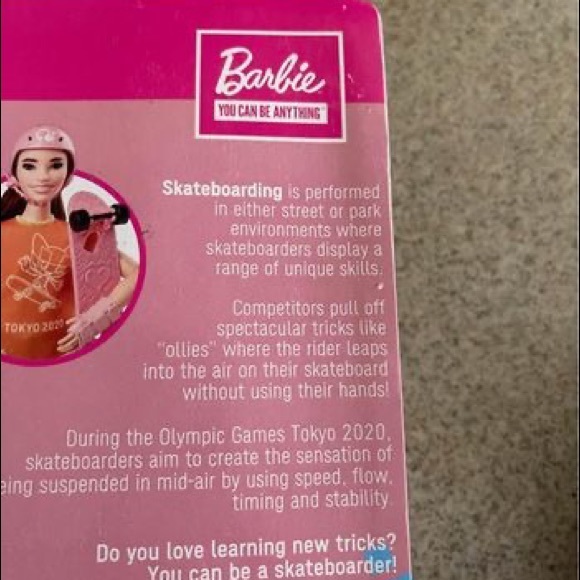 Barbie
YOU CAN BE ANYTHING
Skateboarding is performed
in either street or park
environments where
skateboarders display a
range of unique skills.
TOKYO 2020
Competitors pull off
spectacular tricks like
"ollies" where the rider leaps
into the air on their skateboard
without using their hands!
During the Olympic Games Tokyo 2020,
skateboarders aim to create the sensation of
eing suspended in mid-air by using speed, flow,
timing and stability.
Do you love learning new tricks?
You can be a skateboarder!